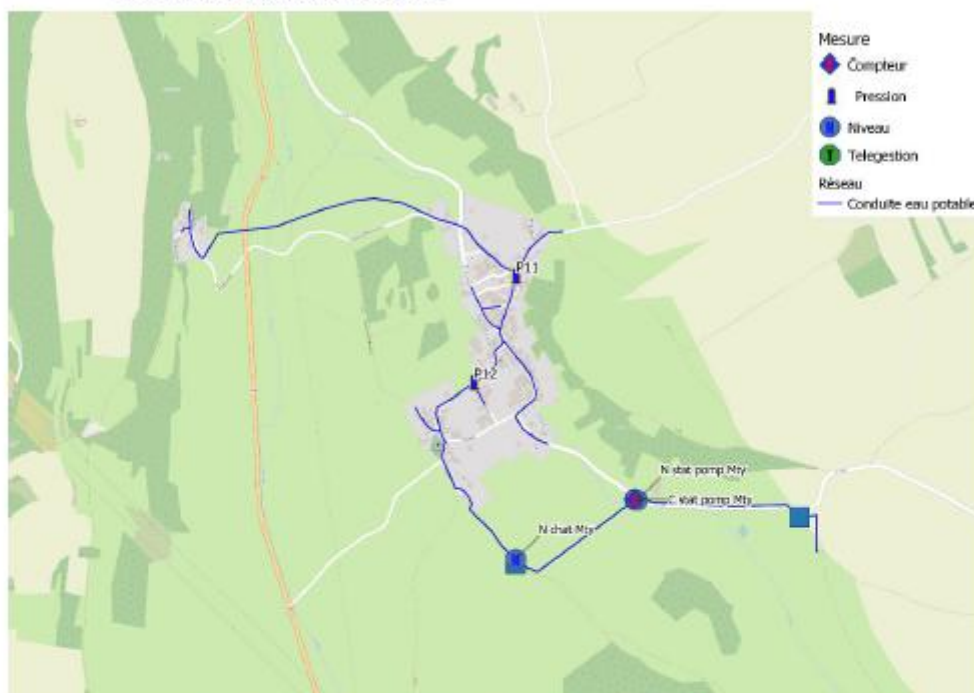 Mesure
Compteur
Pression
N Niveau
T Telegestion
Réseau
Conduite eau potable
P11
P12
N stat pomp Mty
C stat pomp Mty
N chat Mty
N